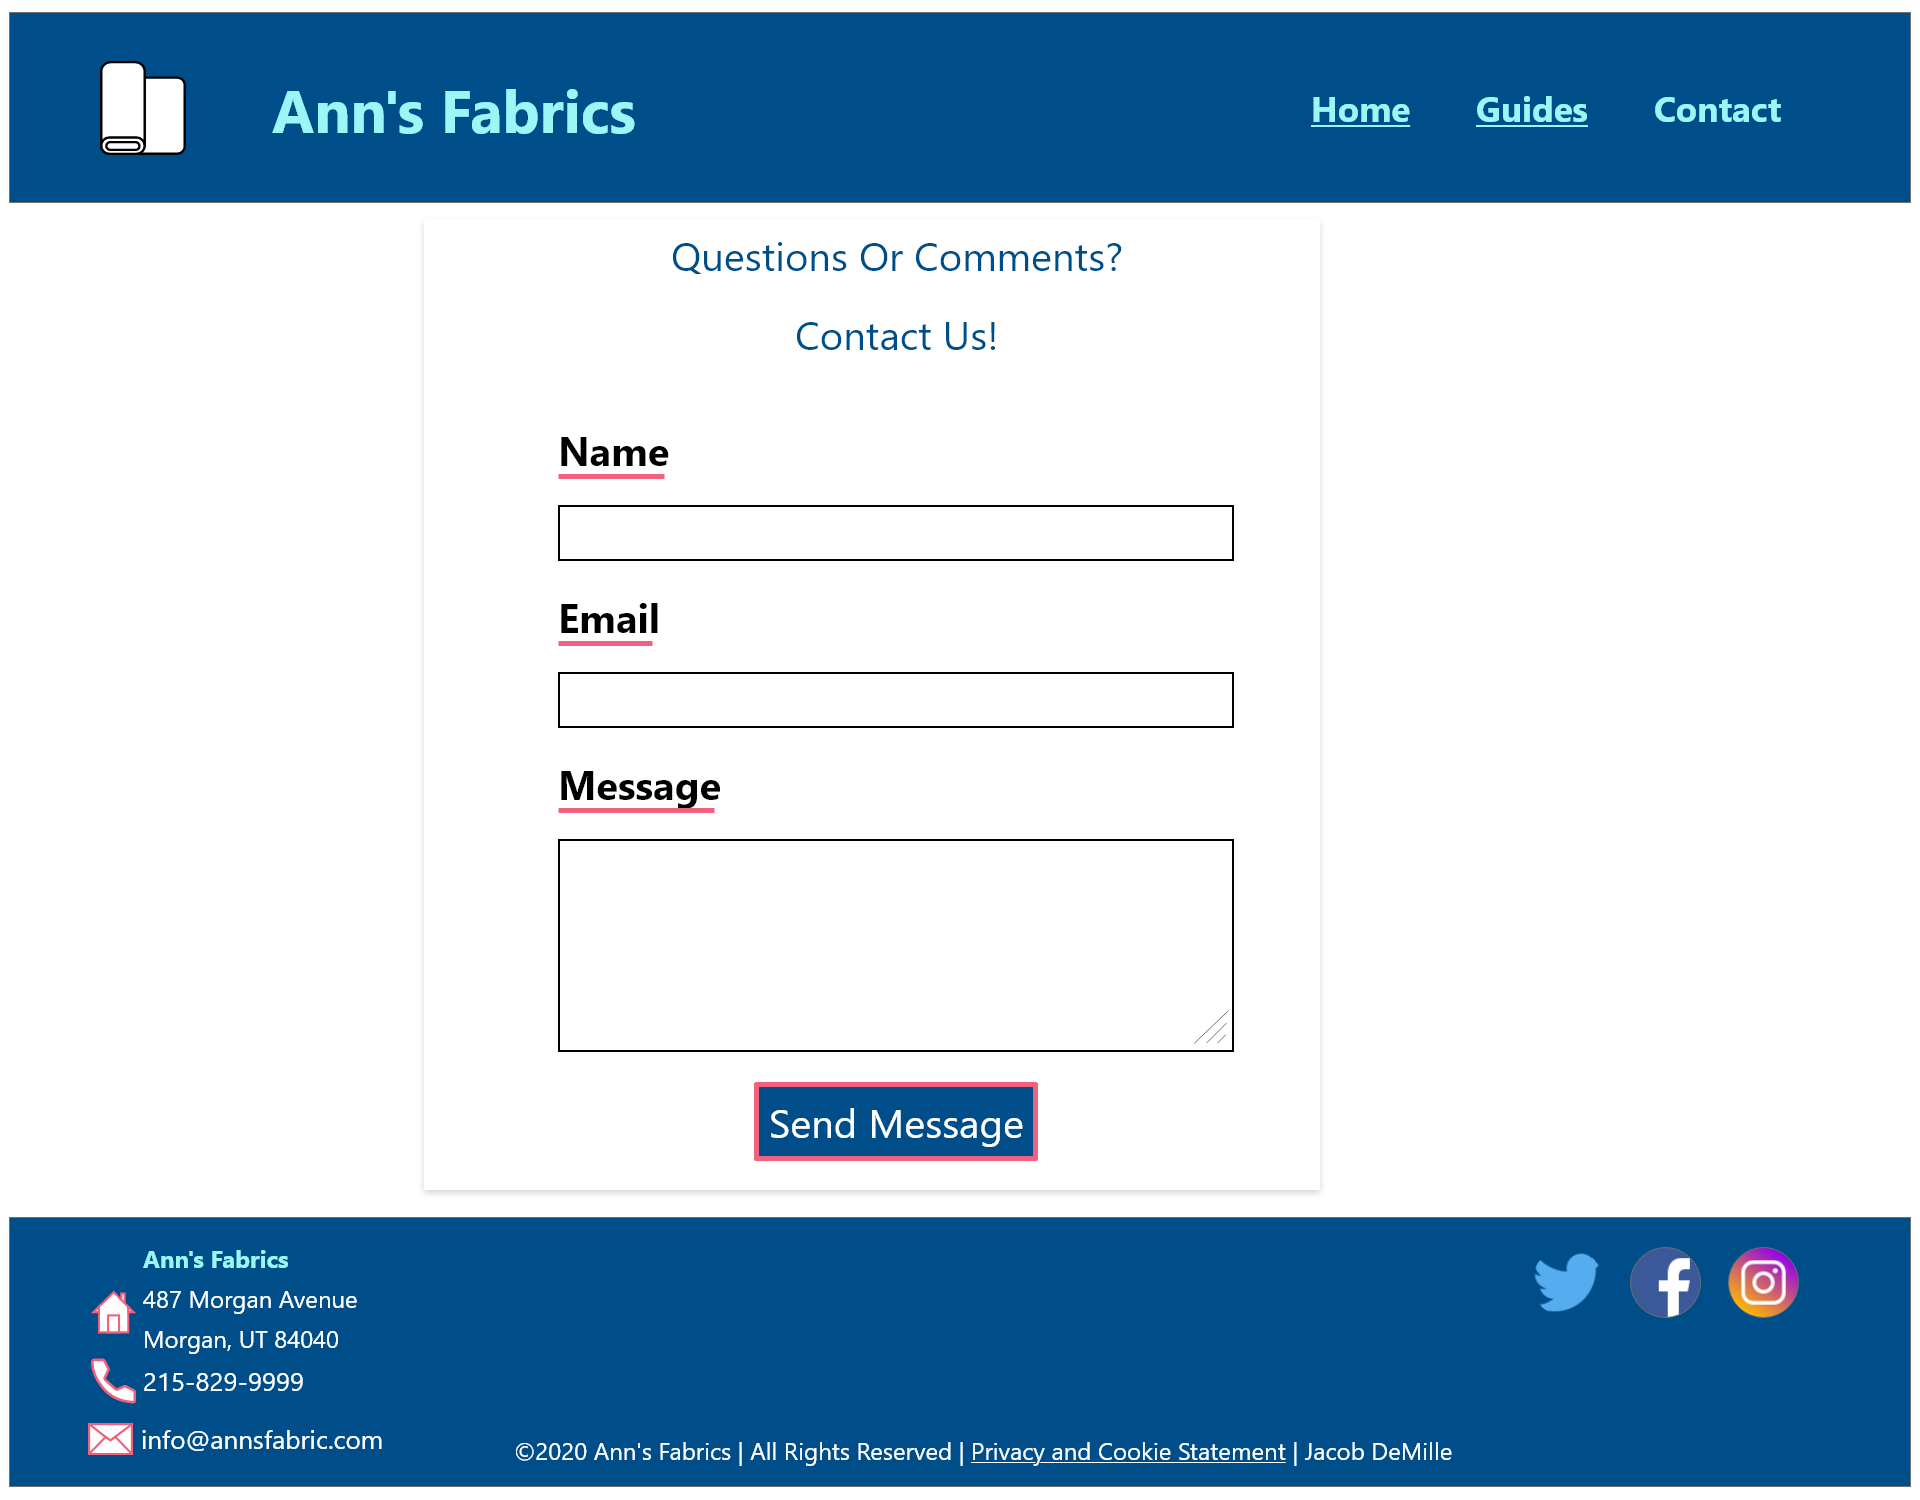 Ann's Fabrics
Home Guides Contact
Questions Or Comments?
Contact Us!
Name
Email
Message
Send Message
Ann's Fabrics
487 Morgan Avenue
Morgan, UT 84040
215-829-9999
info@annsfabric.com
©2020 Ann's Fabrics | All Rights Reserved | Privacy and Cookie Statement | Jacob DeMille